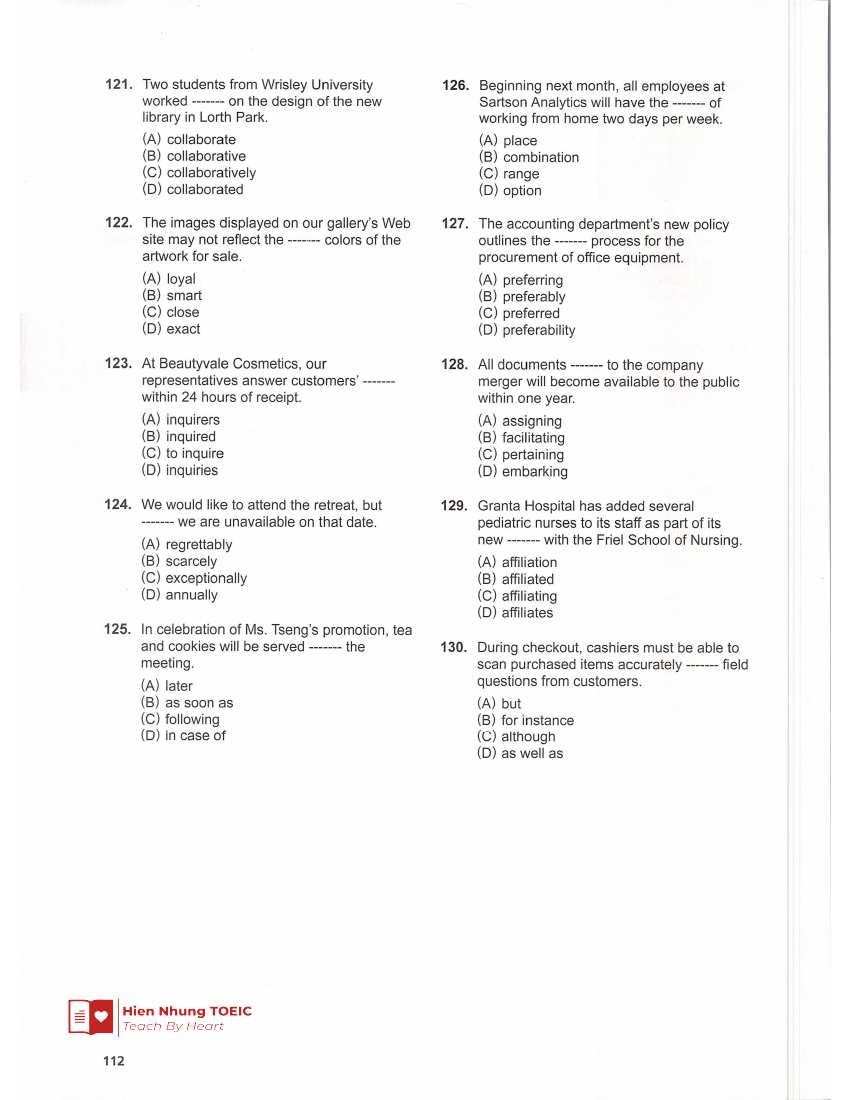 121. Two students from Wrisley University
worked ------- on the design of the new
library in Lorth Park.
(A) collaborate
(B) collaborative
(C) collaboratively
(D) collaborated
122. The images displayed on our gallery's Web
site may not reflect the ------- colors of the
artwork for sale.
(A) loyal
(B) smart
(C) close
(D) exact
123. At Beautyvale Cosmetics, our
representatives answer customers' -------
within 24 hours of receipt.
(A) inquirers
(B) inquired
(C) to inquire
(D) inquiries
124. We would like to attend the retreat, but
------- we are unavailable on that date.
(A) regrettably
(B) scarcely
(C) exceptionally
(D) annually
125. In celebration of Ms. Tseng's promotion, tea
and cookies will be served ------- the
meeting.
(A) later
(B) as soon as
(C) following
(D) in case of
126. Beginning next month, all employees at
Sartson Analytics will have the ------- of
working from home two days per week.
(A) place
(B) combination
(C) range
(D) option
127. The accounting department's new policy
outlines the ------- process for the
procurement of office equipment.
(A) preferring
(B) preferably
(C) preferred
(D) preferability
128. All documents ------- to the company
merger will become available to the public
within one year.
(A) assigning
(B) facilitating
(C) pertaining
(D) embarking
129. Granta Hospital has added several
pediatric nurses to its staff as part of its
new ------- with the Friel School of Nursing.
(A) affiliation
(B) affiliated
(C) affiliating
(D) affiliates
130. During checkout, cashiers must be able to
scan purchased items accurately ------- field
questions from customers.
(A) but
(B) for instance
(C) although
(D) as well as
Hien Nhung TOEIC
Teach By Heart
112